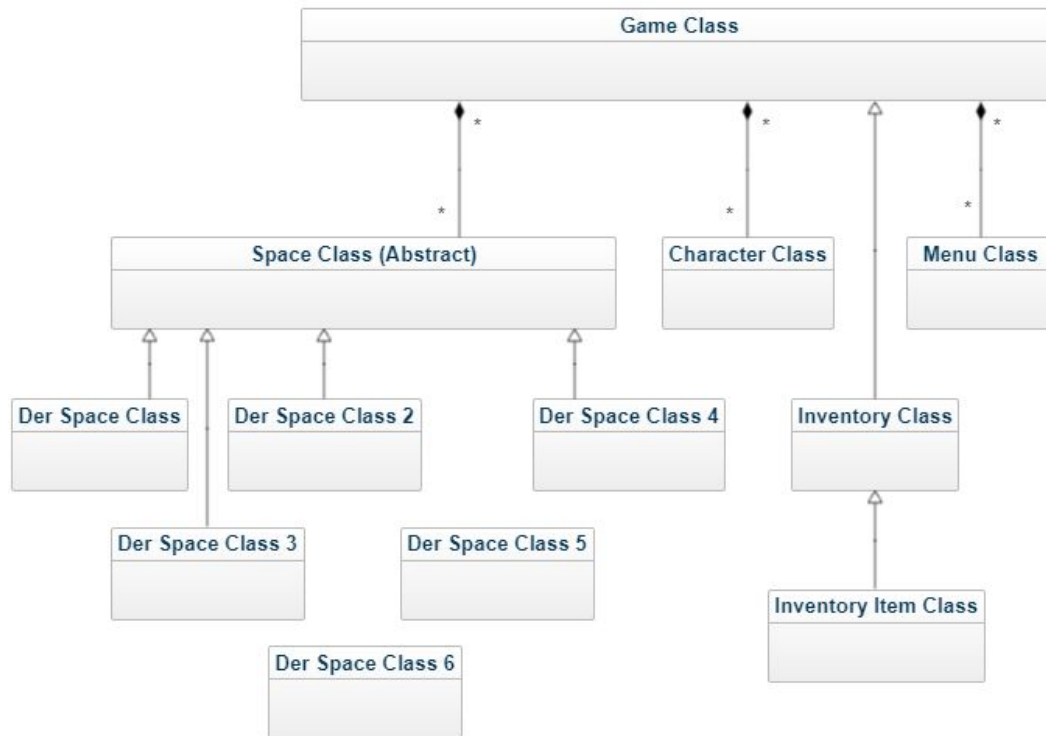 Game Class
*
*
*
*
*
*
Space Class (Abstract)
Character Class
Menu Class
Der Space Class
Der Space Class 2
Der Space Class 4
Inventory Class
Der Space Class 3
Der Space Class 5
Inventory Item Class
Der Space Class 6